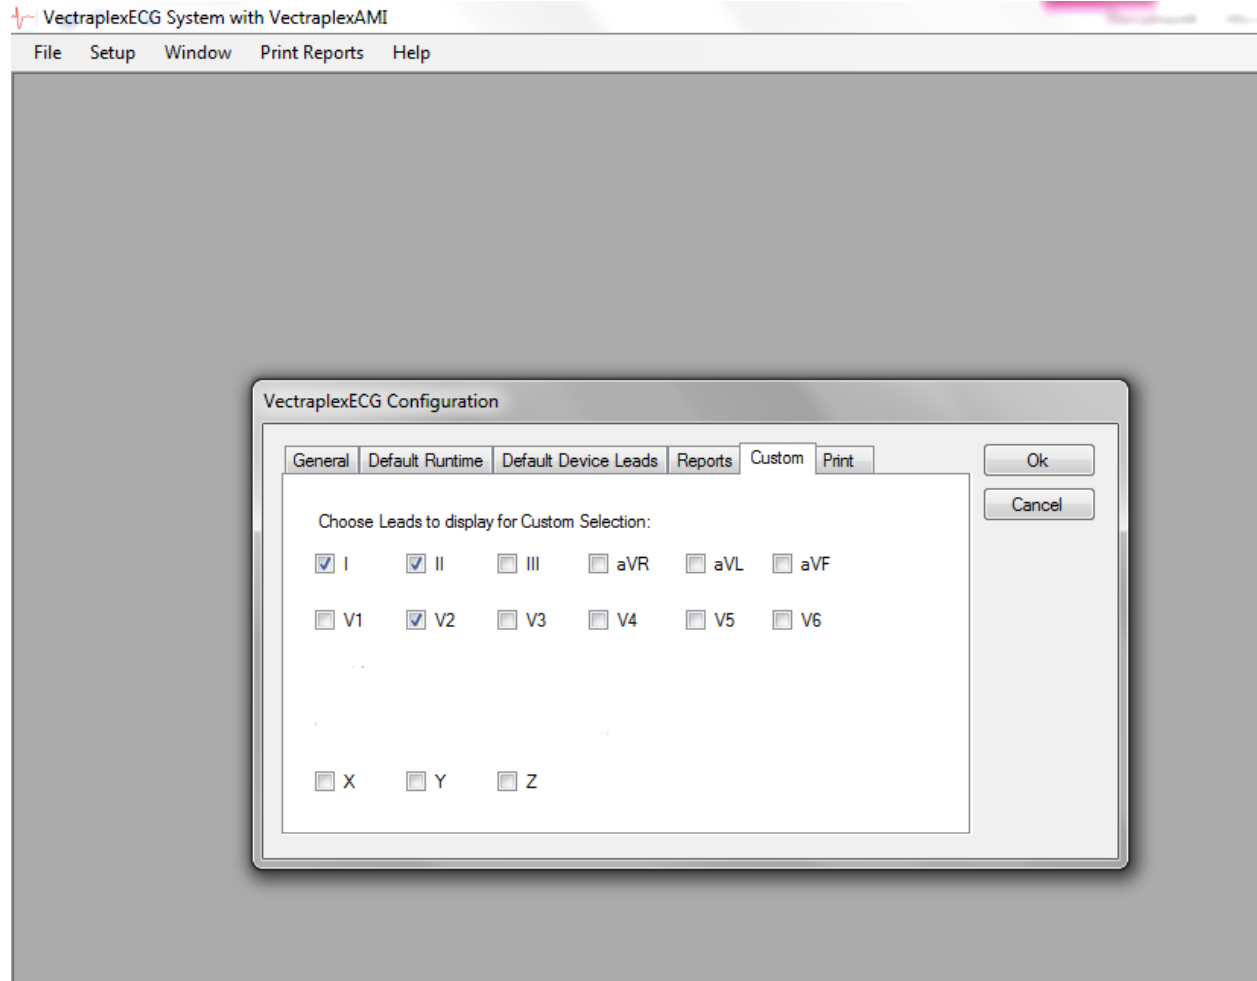 VectraplexECG System with VectraplexAMI
File Setup Window Print Reports Help
VectraplexECG Configuration
General Default Runtime Default Device Leads Reports Custom Print
Ok
Cancel
Choose Leads to display for Custom Selection:
I II III aVR aVL aVF
V1 V2 V3 V4 V5 V6
X Y Z